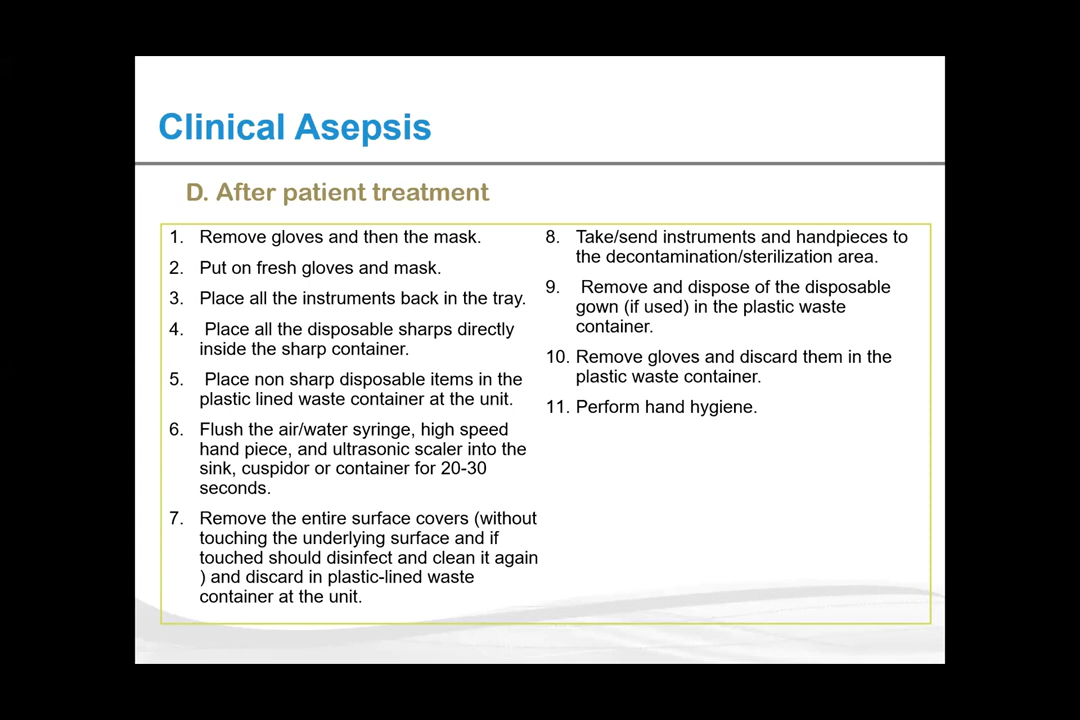 Clinical Asepsis
D. After patient treatment
1. Remove gloves and then the mask.
2. Put on fresh gloves and mask.
3. Place all the instruments back in the tray.
4. Place all the disposable sharps directly
inside the sharp container.
5. Place non sharp disposable items in the
plastic lined waste container at the unit.
6. Flush the air/water syringe, high speed
hand piece, and ultrasonic scaler into the
sink, cuspidor or container for 20-30
seconds.
7. Remove the entire surface covers (without
touching the underlying surface and if
touched should disinfect and clean it again
) and discard in plastic-lined waste
container at the unit.
8. Take/send instruments and handpieces to
the decontamination/sterilization area.
9. Remove and dispose of the disposable
gown (if used) in the plastic waste
container.
10. Remove gloves and discard them in the
plastic waste container.
11. Perform hand hygiene.